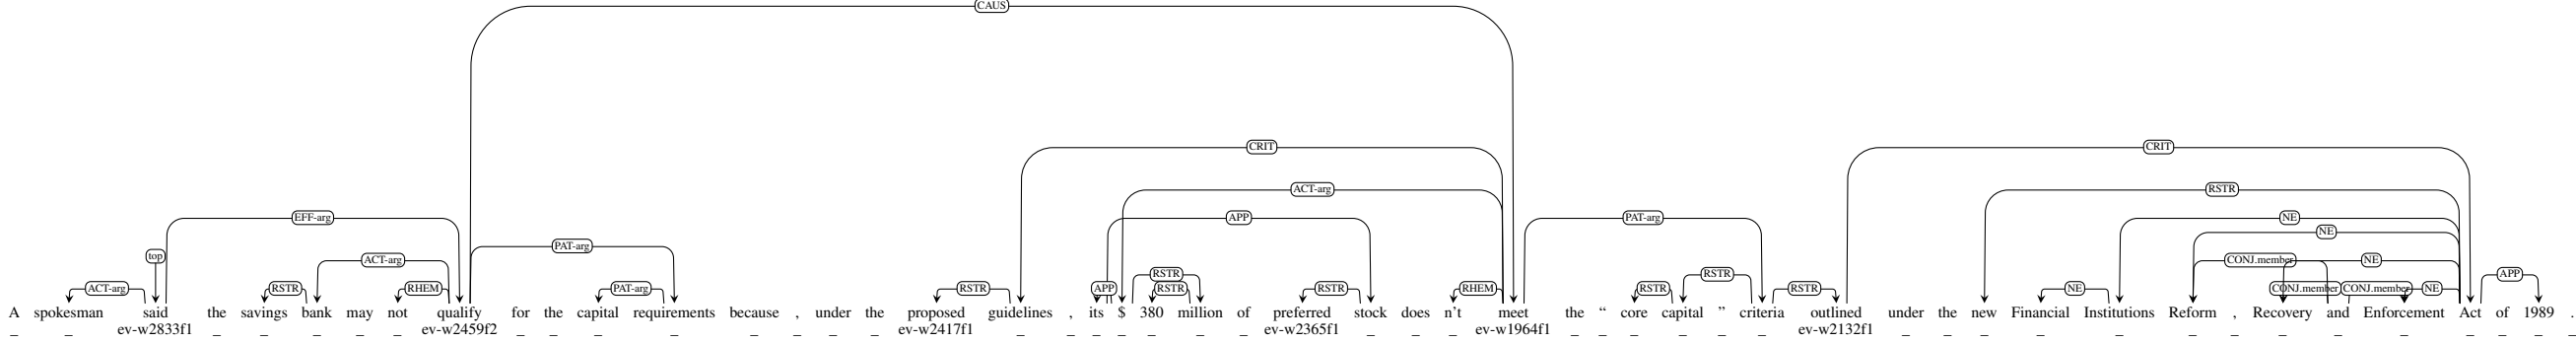 CAUS
CRIT CRIT
ACT-arg RSTR
EFF-arg APP PAT-arg NE
NE
PAT-arg
top ACT-arg CONJ.member NE
RSTR RSTR APP
ACT-arg RSTR RHEM PAT-arg RSTR APP RSTR RSTR RHEM RSTR RSTR NE CONJ.member CONJ.member NE
A spokesman said the savings bank may not qualify for the capital requirements because , under the proposed guidelines , its $ 380 million of preferred stock does n't meet the “ core capital ” criteria outlined under the new Financial Institutions Reform , Recovery and Enforcement Act of 1989 .
_ _ ev-w2833f1 _ _ _ _ _ ev-w2459f2 _ _ _ _ _ _ _ _ ev-w2417f1 _ _ _ _ _ _ _ ev-w2365f1 _ _ _ ev-w1964f1 _ _ _ _ _ _ ev-w2132f1 _ _ _ _ _ _ _ _ _ _ _ _ _ _